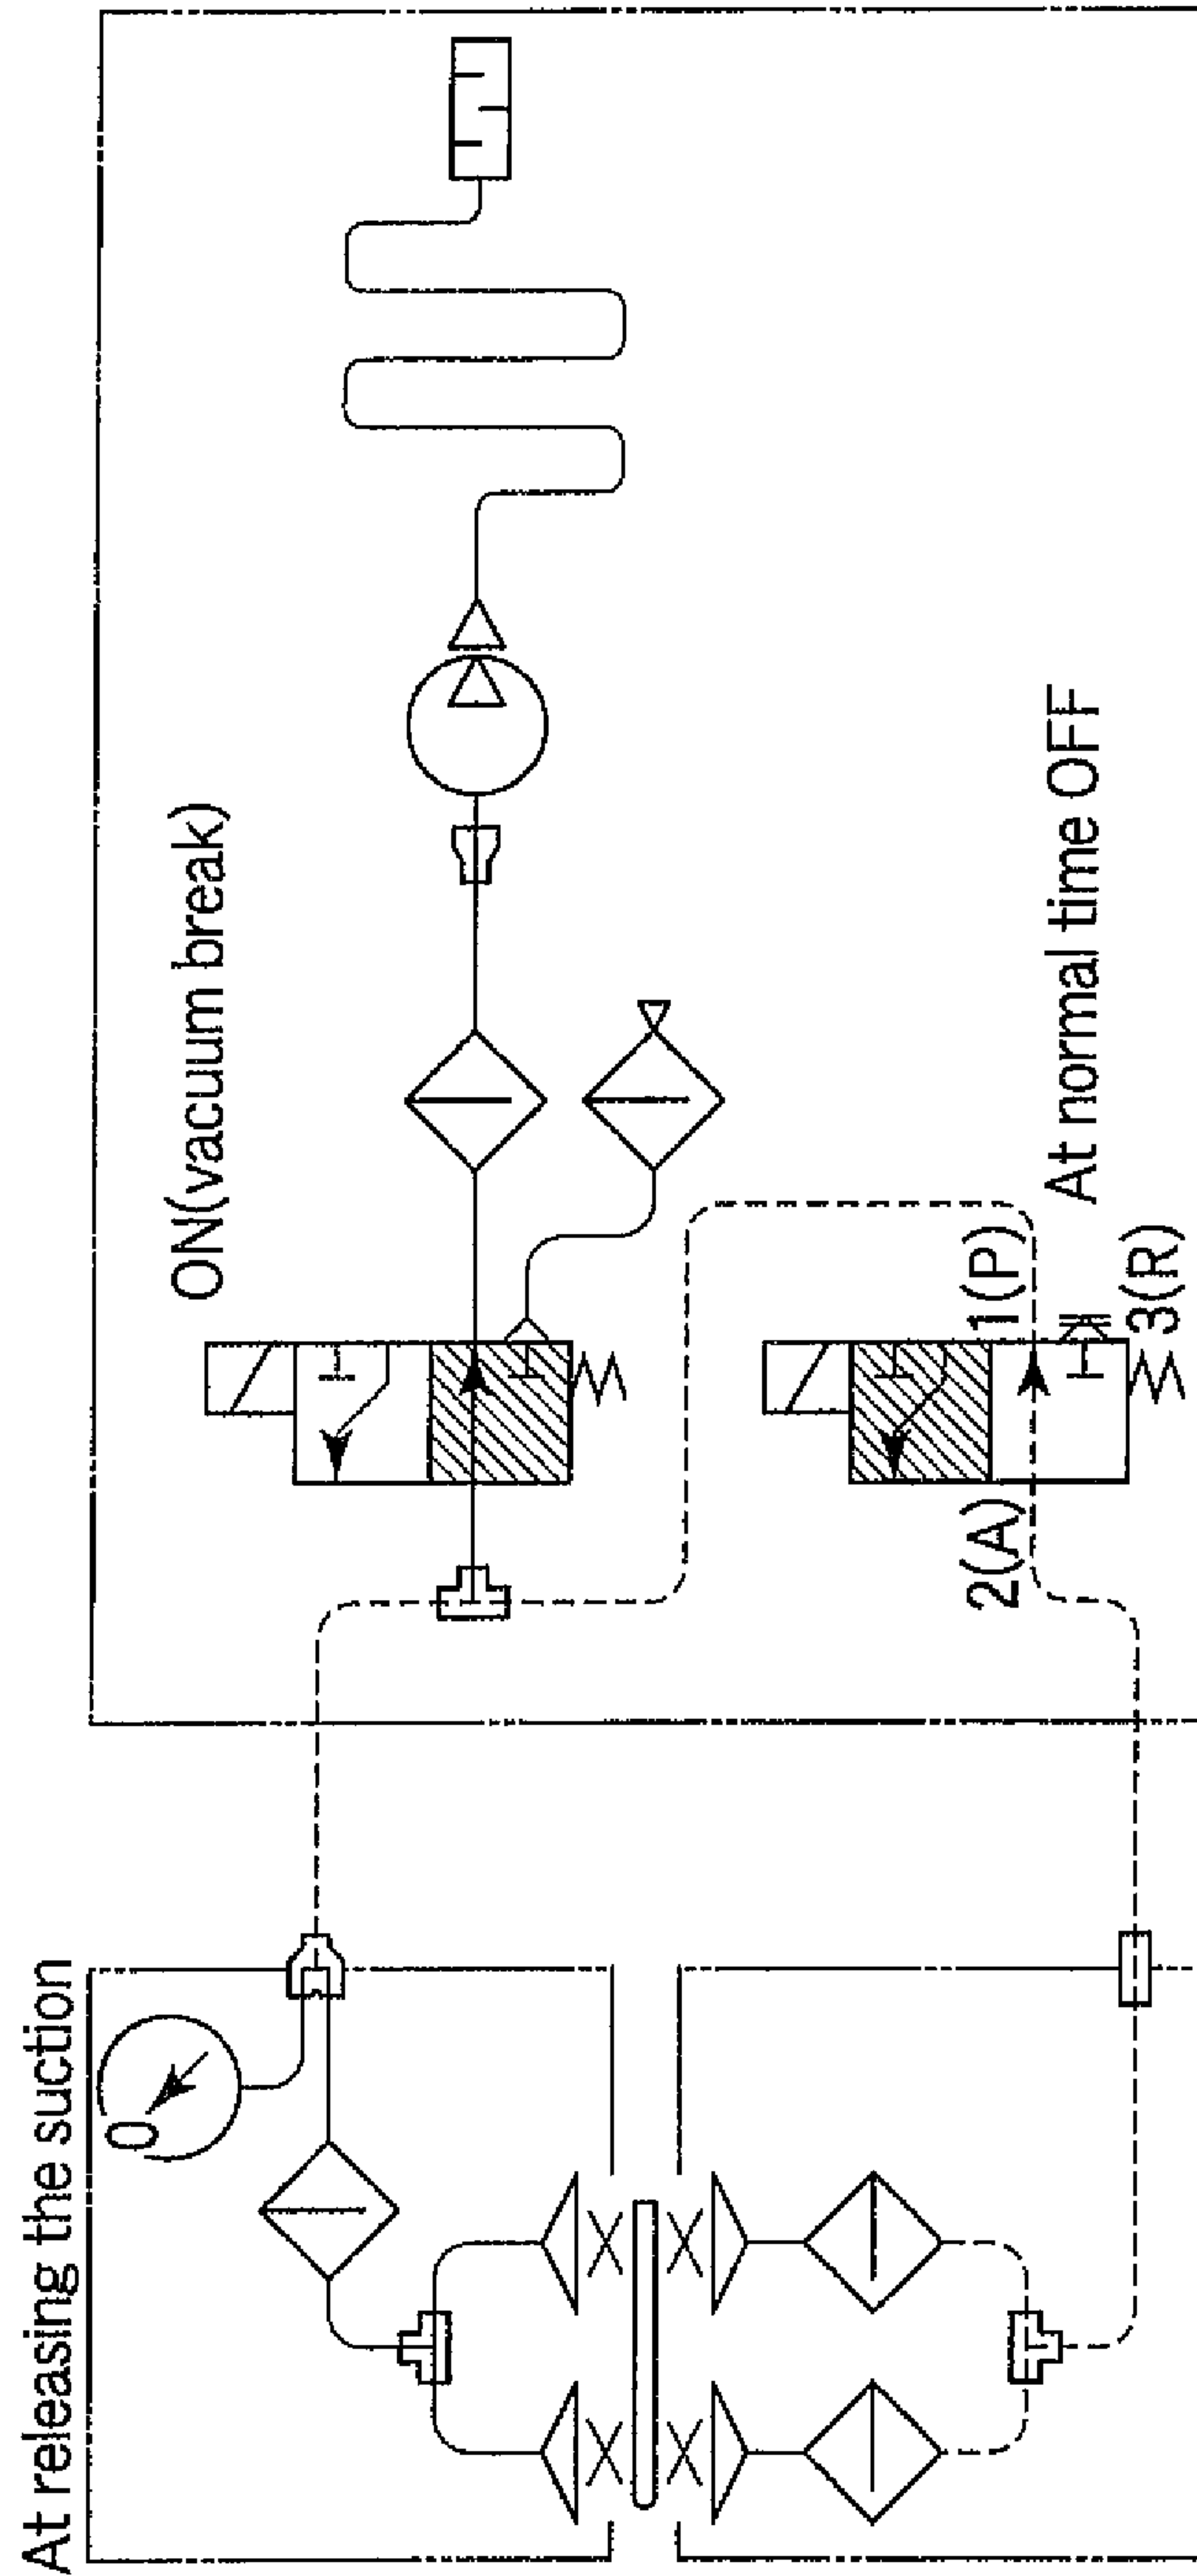 At releasing the suction
0
ON(vacuum break)
2(A)
1(P)
3(R)
At normal time OFF